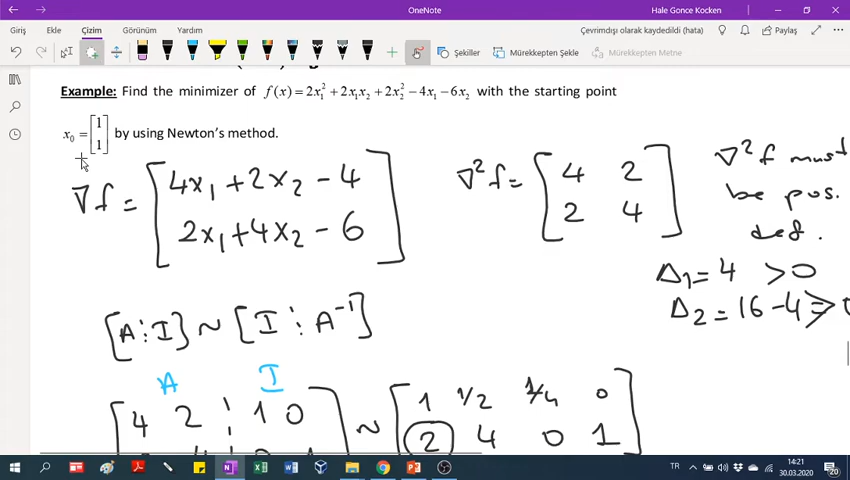 OneNote
Hale Gonce Kocken
Giriş Ekle Çizim Öğünüm Yardım
Çevrimdışı olarak kaydedildi (hata)
Paylaş
Şekiller
Mürekkepten Şekle
Mürekkepten Metne
Example: Find the minimizer of f(x) = 2x₁² + 2x₁x₂ + 2x₂² − 4x₁ − 6x₂ with the starting point
x₀ = [1 1] by using Newton's method.
∇f = [4x₁ + 2x₂ − 4
2x₁ + 4x₂ − 6]
∇²f = [4 2
2 4]
∇²f must
be pos.
def.
Δ₁ = 4 > 0
Δ₂ = 16 − 4 > 0
[A ⋮ I] ~ [I ⋮ A⁻¹]
A I
[4 2 ⋮ 1 0 ~ [1 1/2 1/4 0
2 4 0 1]
TR
14:21
30.03.2020
20